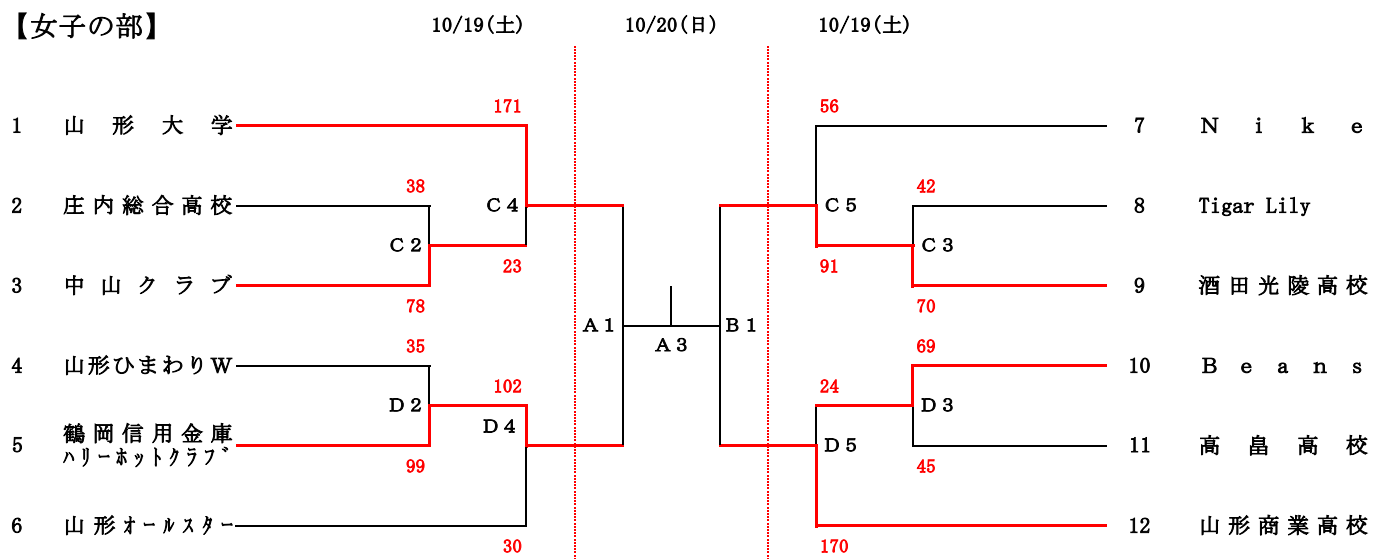 【女子の部】 10/19(土) 10/20(日) 10/19(土)
171 56
1 山形大学 7 Nike
38 42
2 庄内総合高校 C4 C5 8 Tigar Lily
C2 C3
23 91
3 中山クラブ 9 酒田光陵高校
78 70
A1 B1
A3
35 69
4 山形ひまわりW 10 Beans
102 24
D2 D3
D4
5 鶴岡信用金庫 11 高畠高校
ハリーホットクラブ D5
99 45
6 山形オールスター 12 山形商業高校
30 170